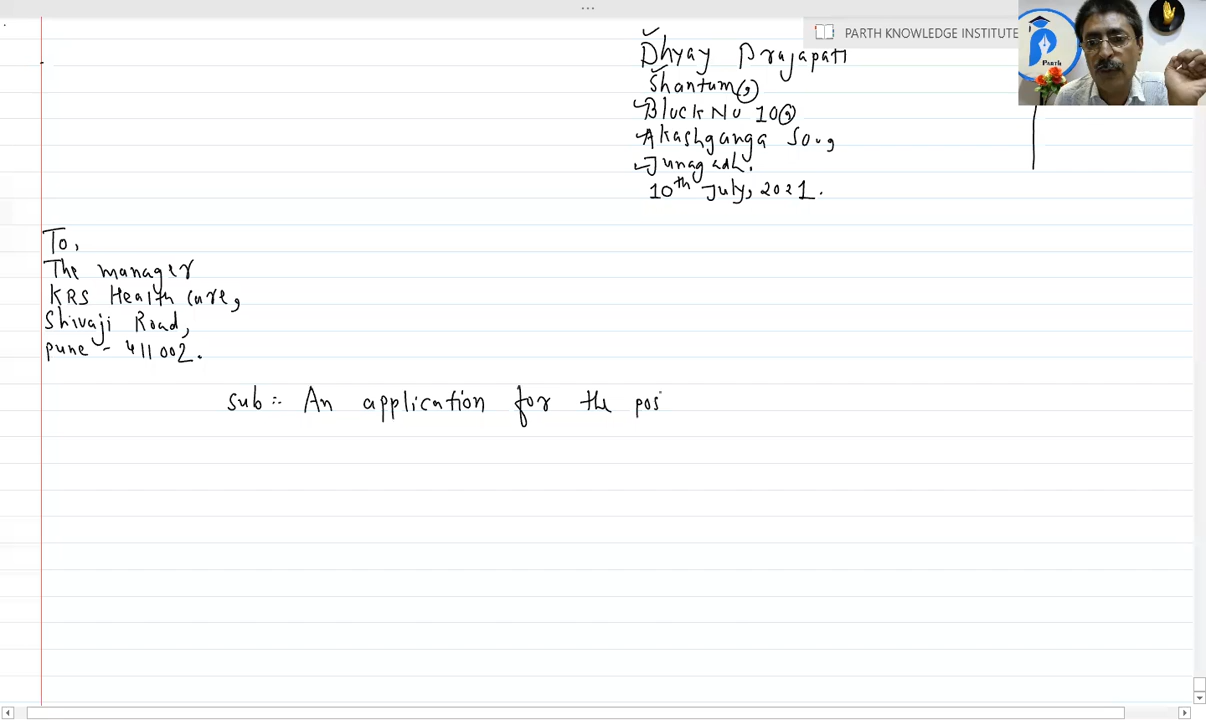 PARTH KNOWLEDGE INSTITUTE
Parth
Dhyay Prajapati
Shantum,
Block No 10,
Akashganga Soc,
Junagadh.
10th July, 2021.
To,
The manager
KRS Health Care,
Shivaji Road,
pune - 411002.
sub :- An application for the pos